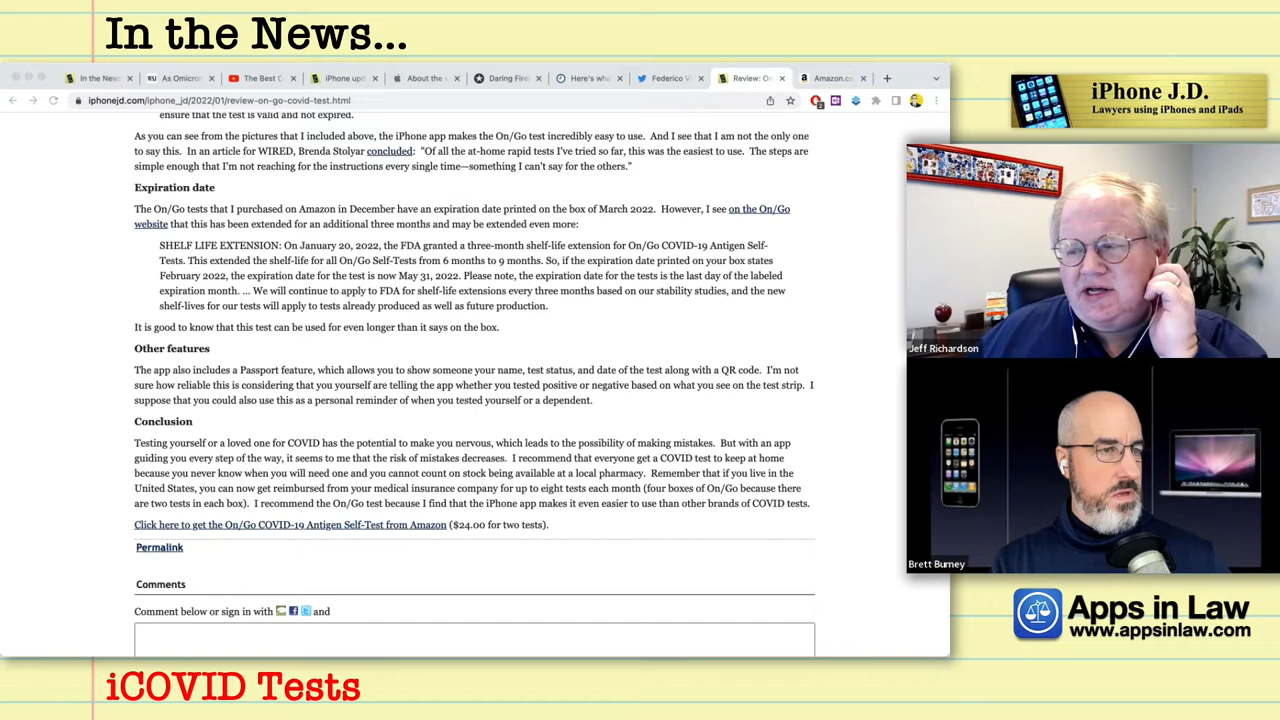 In the News...
In the News
As Omicro
The Best C
iPhone upd
About the s
Daring Fire
Here's wha
Federico V
Review: On
Amazon.co
iphonejd.com/iphone_jd/2022/01/review-on-go-covid-test.html
ensure that the test is valid and not expired.
As you can see from the pictures that I included above, the iPhone app makes the On/Go test incredibly easy to use. And I see that I am not the only one
to say this. In an article for WIRED, Brenda Stolyar concluded: "Of all the at-home rapid tests I've tried so far, this was the easiest to use. The steps are
simple enough that I'm not reaching for the instructions every single time—something I can't say for the others."
Expiration date
The On/Go tests that I purchased on Amazon in December have an expiration date printed on the box of March 2022. However, I see on the On/Go
website that this has been extended for an additional three months and may be extended even more:
SHELF LIFE EXTENSION: On January 20, 2022, the FDA granted a three-month shelf-life extension for On/Go COVID-19 Antigen Self-
Tests. This extended the shelf-life for all On/Go Self-Tests from 6 months to 9 months. So, if the expiration date printed on your box states
February 2022, the expiration date for the test is now May 31, 2022. Please note, the expiration date for the tests is the last day of the labeled
expiration month. ... We will continue to apply to FDA for shelf-life extensions every three months based on our stability studies, and the new
shelf-lives for our tests will apply to tests already produced as well as future production.
It is good to know that this test can be used for even longer than it says on the box.
Other features
The app also includes a Passport feature, which allows you to show someone your name, test status, and date of the test along with a QR code. I'm not
sure how reliable this is considering that you yourself are telling the app whether you tested positive or negative based on what you see on the test strip. I
suppose that you could also use this as a personal reminder of when you tested yourself or a dependent.
Conclusion
Testing yourself or a loved one for COVID has the potential to make you nervous, which leads to the possibility of making mistakes. But with an app
guiding you every step of the way, it seems to me that the risk of mistakes decreases. I recommend that everyone get a COVID test to keep at home
because you never know when you will need one and you cannot count on stock being available at a local pharmacy. Remember that if you live in the
United States, you can now get reimbursed from your medical insurance company for up to eight tests each month (four boxes of On/Go because there
are two tests in each box). I recommend the On/Go test because I find that the iPhone app makes it even easier to use than other brands of COVID tests.
Click here to get the On/Go COVID-19 Antigen Self-Test from Amazon ($24.00 for two tests).
Permalink
Comments
Comment below or sign in with and
iPhone J.D.
Lawyers using iPhones and iPads
Jeff Richardson
Brett Burney
Apps in Law
www.appsinlaw.com
iCOVID Tests